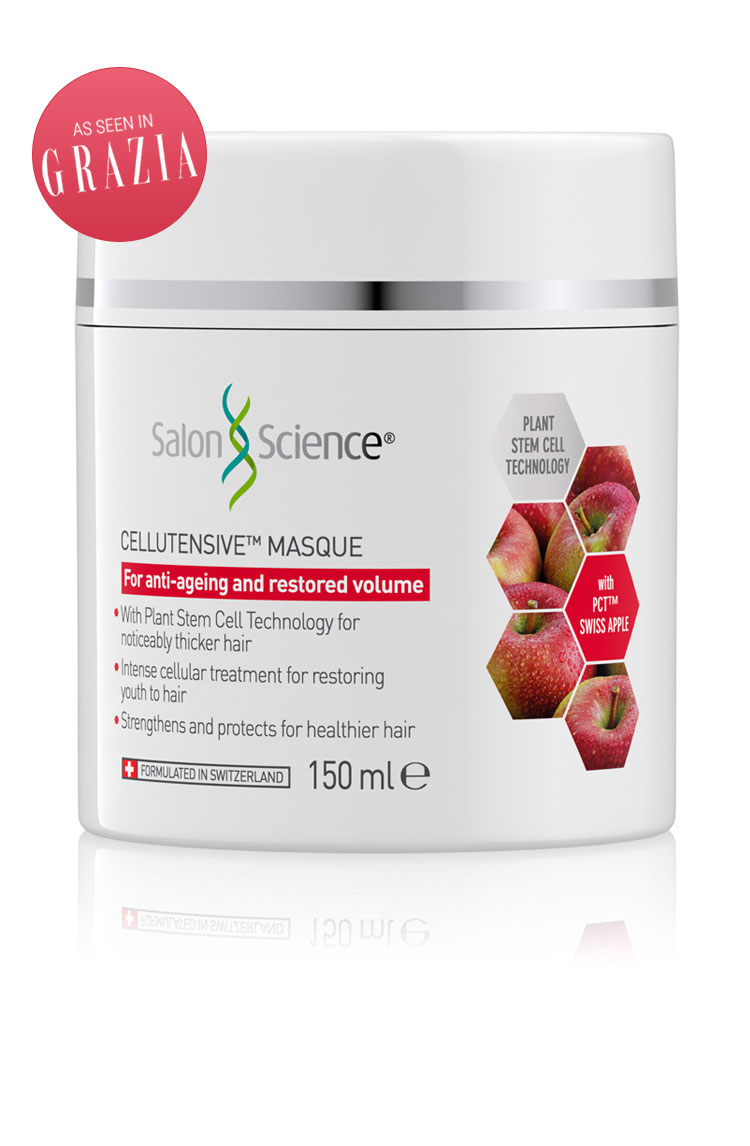 AS SEEN IN
GRAZIA
Salon Science®
CELLUTENSIVE™ MASQUE
For anti-ageing and restored volume
•With Plant Stem Cell Technology for
noticeably thicker hair
•Intense cellular treatment for restoring
youth to hair
•Strengthens and protects for healthier hair
FORMULATED IN SWITZERLAND 150 ml ℮
PLANT
STEM CELL
TECHNOLOGY
with
PCT™
SWISS APPLE